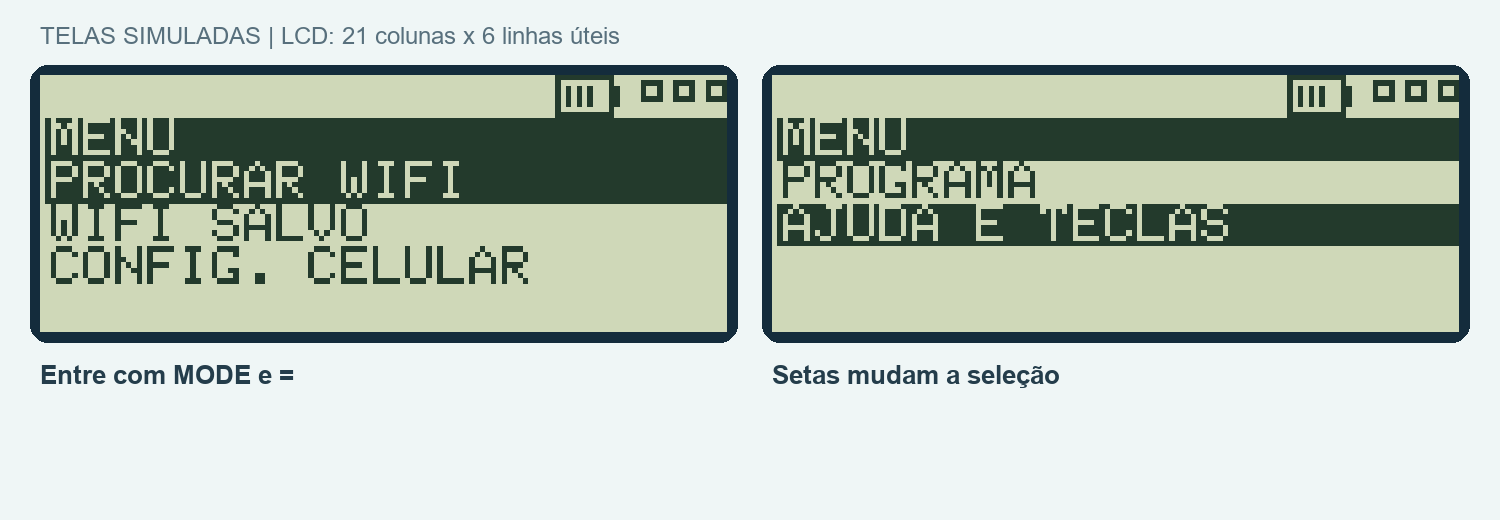 TELAS SIMULADAS | LCD: 21 colunas x 6 linhas úteis
MENU
PROCURAR WIFI
WIFI SALVO
CONFIG. CELULAR
Entre com MODE e =
MENU
PROGRAMA
AJUDA E TECLAS
Setas mudam a seleção